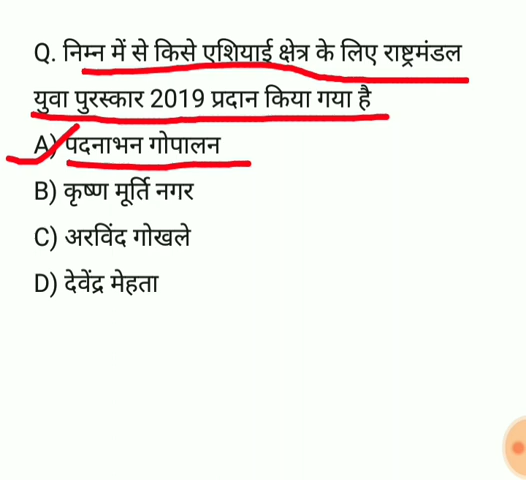 Q. निम्न में से किसे एशियाई क्षेत्र के लिए राष्ट्रमंडल
युवा पुरस्कार 2019 प्रदान किया गया है
A) पदनाभन गोपालन
B) कृष्ण मूर्ति नगर
C) अरविंद गोखले
D) देवेंद्र मेहता